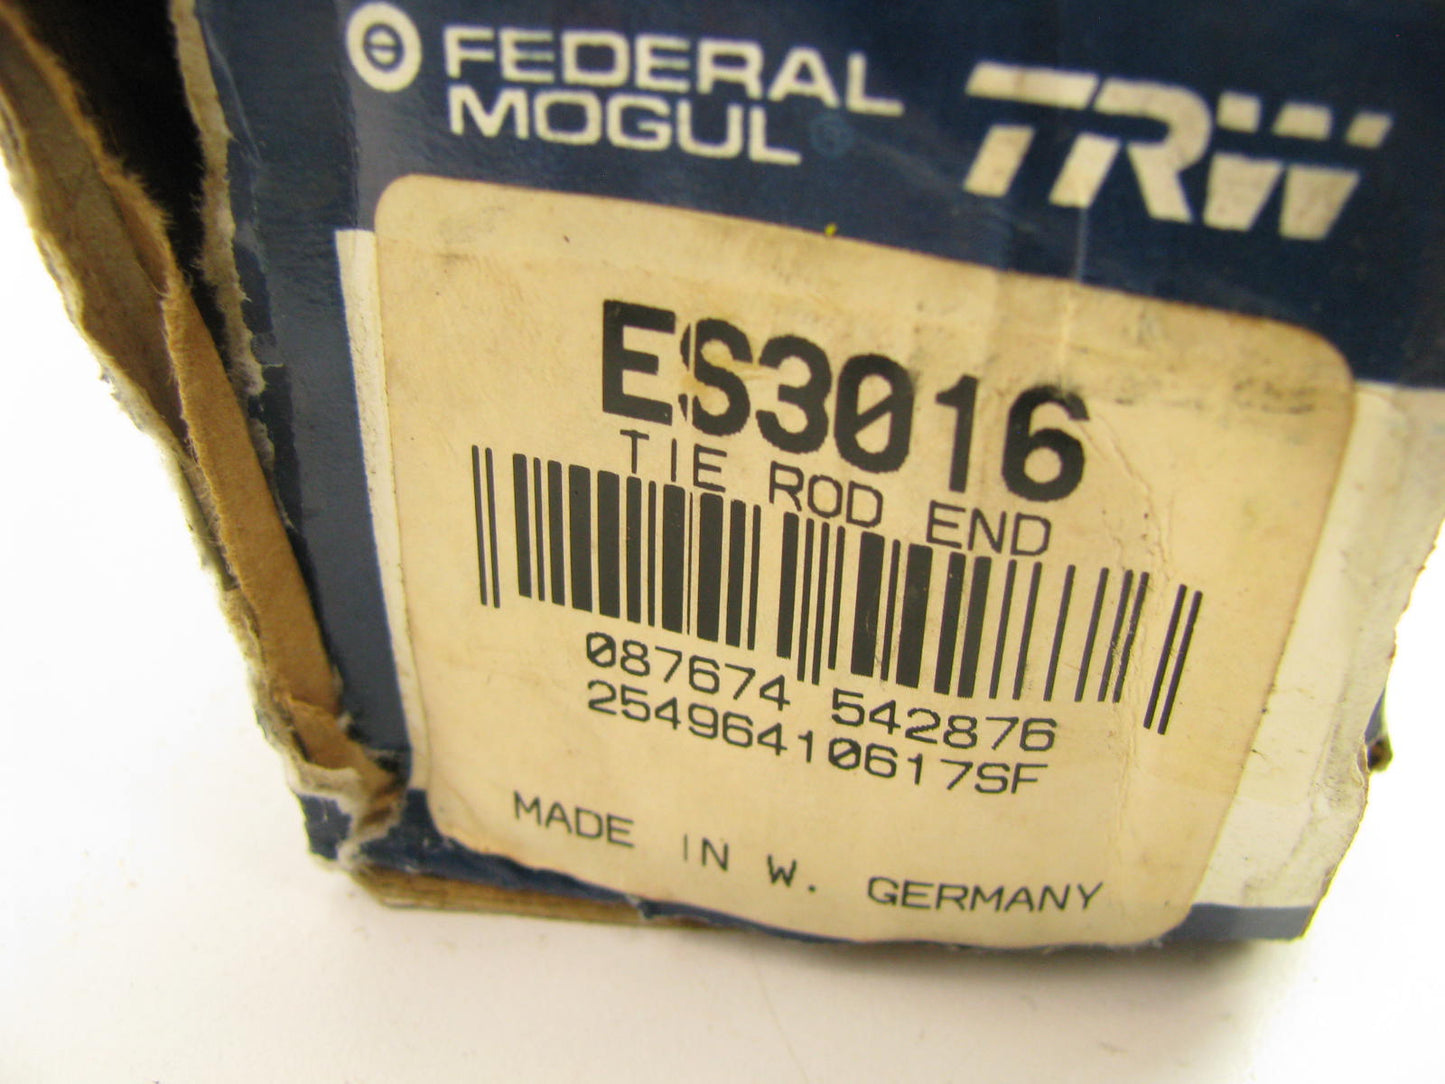 FEDERAL
MOGUL
TRW
ES3016
TIE ROD END
087674 542876
25496410617SF
MADE IN W. GERMANY